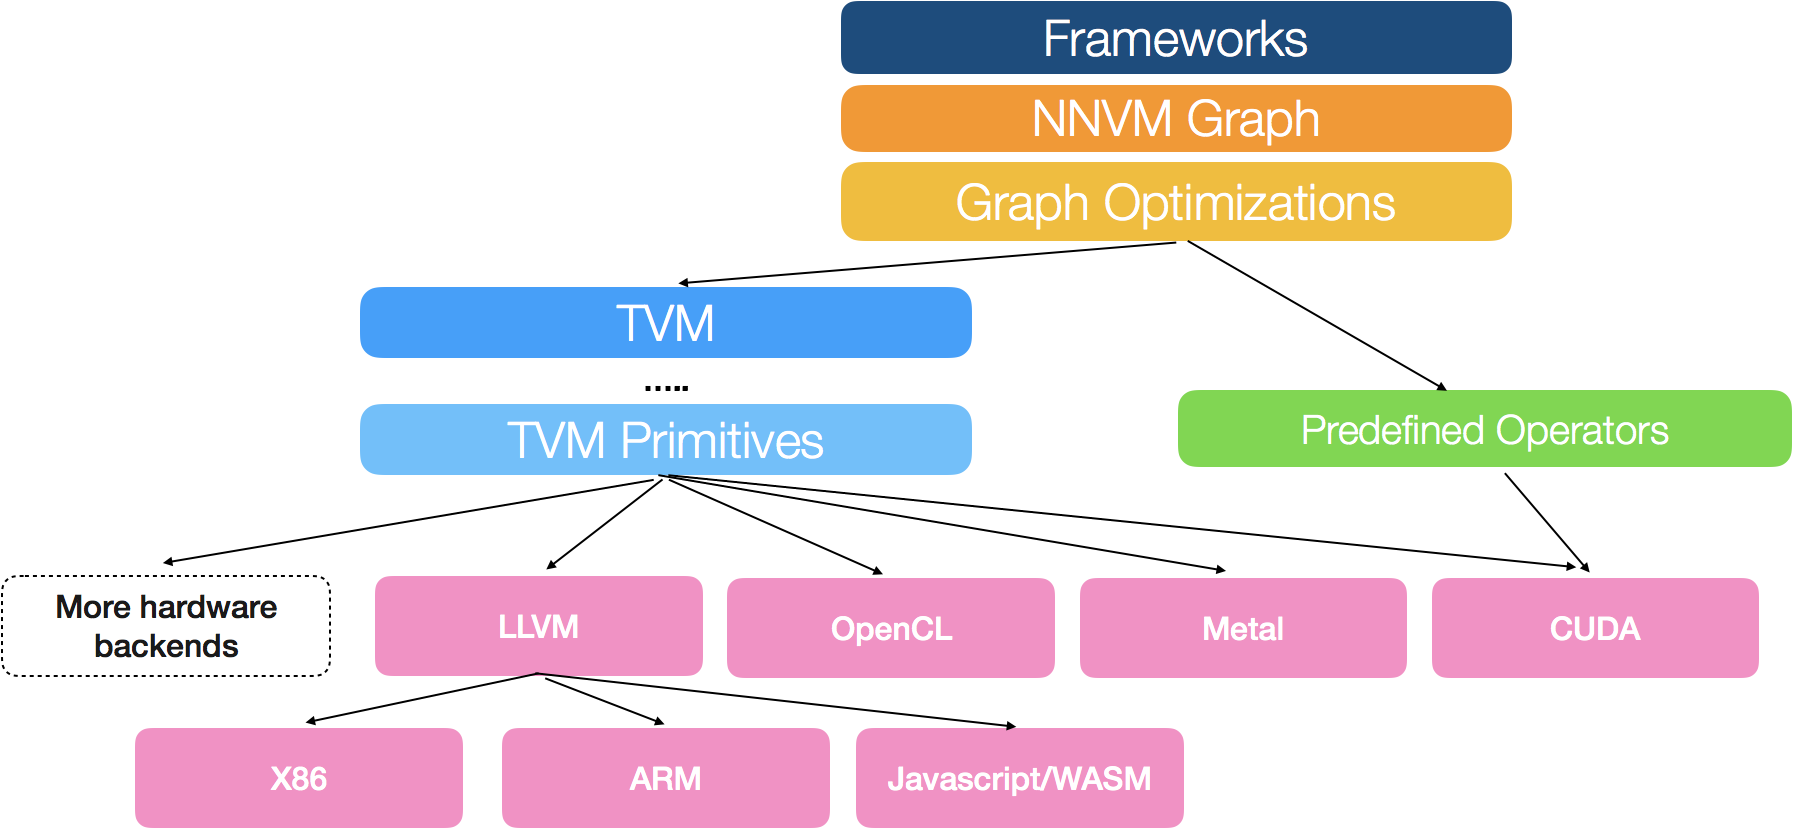 Frameworks
NNVM Graph
Graph Optimizations
TVM
.....
TVM Primitives
Predefined Operators
More hardware
backends
LLVM
OpenCL
Metal
CUDA
X86
ARM
Javascript/WASM